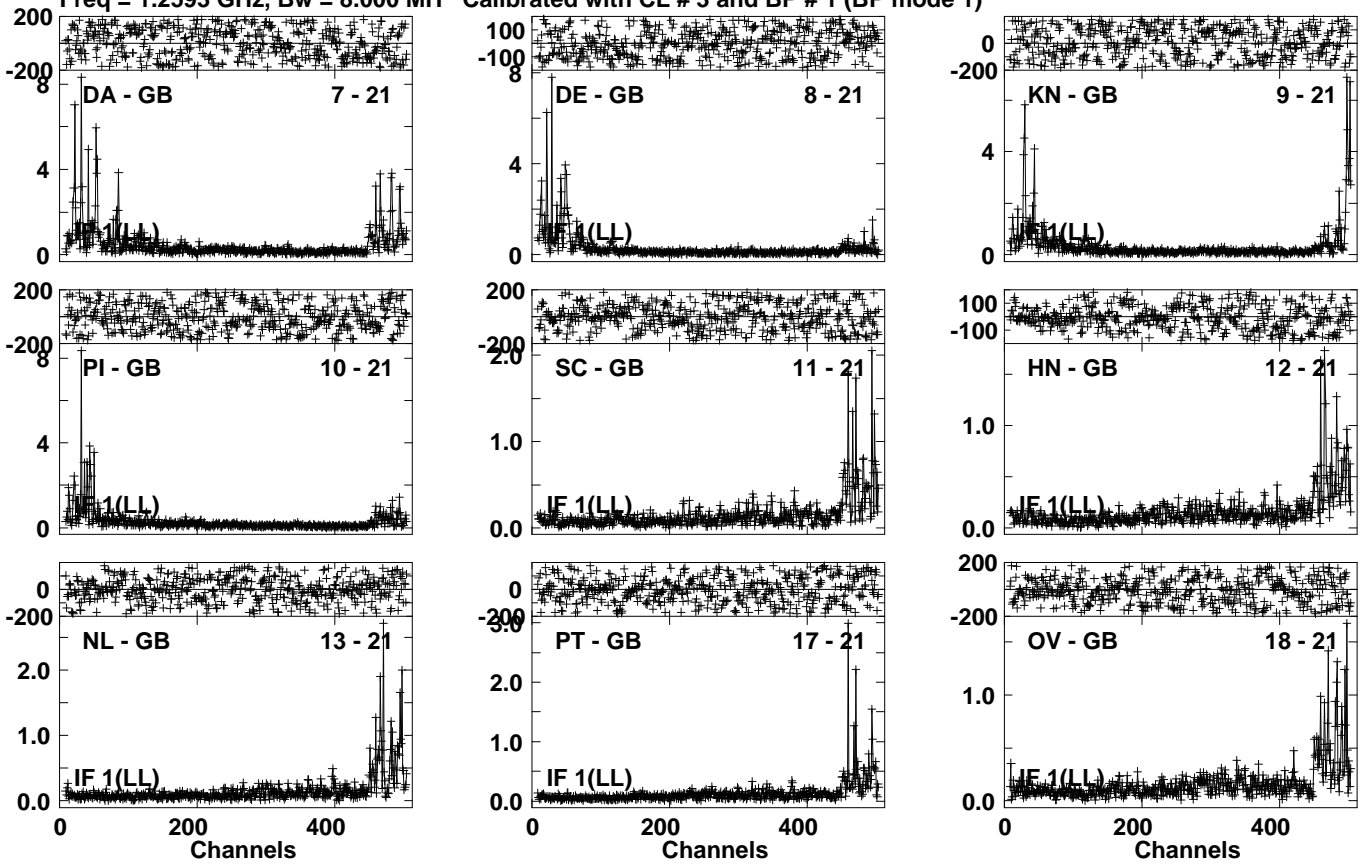 Freq = 1.2593 GHz, Bw = 8.000 MH Calibrated with CL # 3 and BP # 1 (BP mode 1)
200
-200
100
-100
0
-200
8
4
0
DA - GB 7 - 21
IF 1(LL)
8
4
0
DE - GB 8 - 21
IF 1(LL)
4
0
KN - GB 9 - 21
IF 1(LL)
200
-200
200
-200
100
-100
8
4
0
PI - GB 10 - 21
IF 1(LL)
2.0
1.0
0.0
SC - GB 11 - 21
IF 1(LL)
1.0
0.0
HN - GB 12 - 21
IF 1(LL)
0
-200
0
-200
200
-200
2.0
1.0
0.0
NL - GB 13 - 21
IF 1(LL)
3.0
2.0
1.0
0.0
PT - GB 17 - 21
IF 1(LL)
1.0
0.0
OV - GB 18 - 21
IF 1(LL)
0 200 400
Channels
0 200 400
Channels
0 200 400
Channels